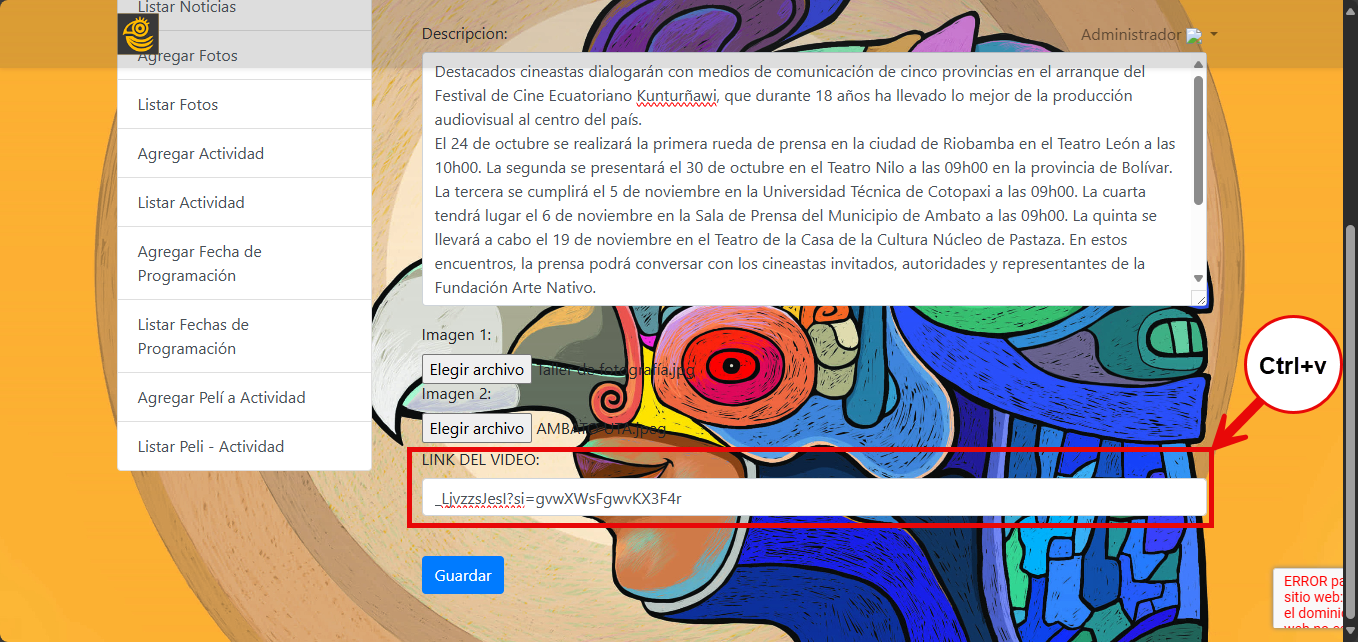 Listar Noticias
Agregar Fotos
Listar Fotos
Agregar Actividad
Listar Actividad
Agregar Fecha de
Programación
Listar Fechas de
Programación
Agregar Pelí a Actividad
Listar Peli - Actividad
Administrador
Descripcion:
Destacados cineastas dialogarán con medios de comunicación de cinco provincias en el arranque del
Festival de Cine Ecuatoriano Kunturñawi, que durante 18 años ha llevado lo mejor de la producción
audiovisual al centro del país.
El 24 de octubre se realizará la primera rueda de prensa en la ciudad de Riobamba en el Teatro León a las
10h00. La segunda se presentará el 30 de octubre en el Teatro Nilo a las 09h00 en la provincia de Bolívar.
La tercera se cumplirá el 5 de noviembre en la Universidad Técnica de Cotopaxi a las 09h00. La cuarta
tendrá lugar el 6 de noviembre en la Sala de Prensa del Municipio de Ambato a las 09h00. La quinta se
llevará a cabo el 19 de noviembre en el Teatro de la Casa de la Cultura Núcleo de Pastaza. En estos
encuentros, la prensa podrá conversar con los cineastas invitados, autoridades y representantes de la
Fundación Arte Nativo.
Imagen 1:
Elegir archivo Taller de fotografía.jpg
Imagen 2:
Elegir archivo AMBATO UTA.jpeg
LINK DEL VIDEO:
_LjvzzsJesI?si=gvwXWsFgwvKX3F4r
Guardar
Ctrl+v
ERROR pa
sitio web:
el dominio